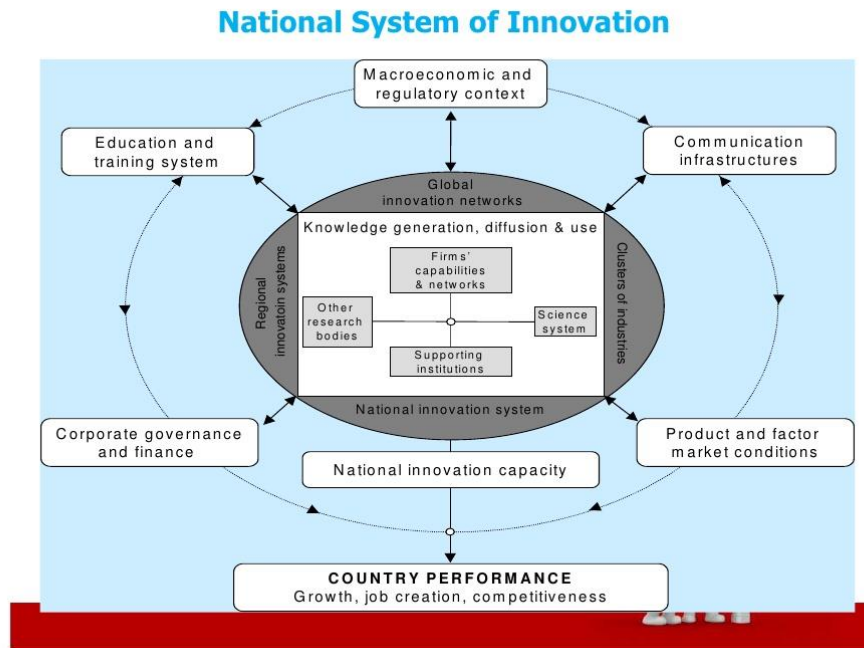 National System of Innovation
Macroeconomic and
regulatory context
Education and
training system
Communication
infrastructures
Global
innovation networks
Knowledge generation, diffusion & use
Firms'
capabilities
& networks
Regional
innovatoin systems
Clusters of industries
Other
research
bodies
Science
system
Supporting
institutions
National innovation system
Corporate governance
and finance
Product and factor
market conditions
National innovation capacity
COUNTRY PERFORMANCE
Growth, job creation, competitiveness